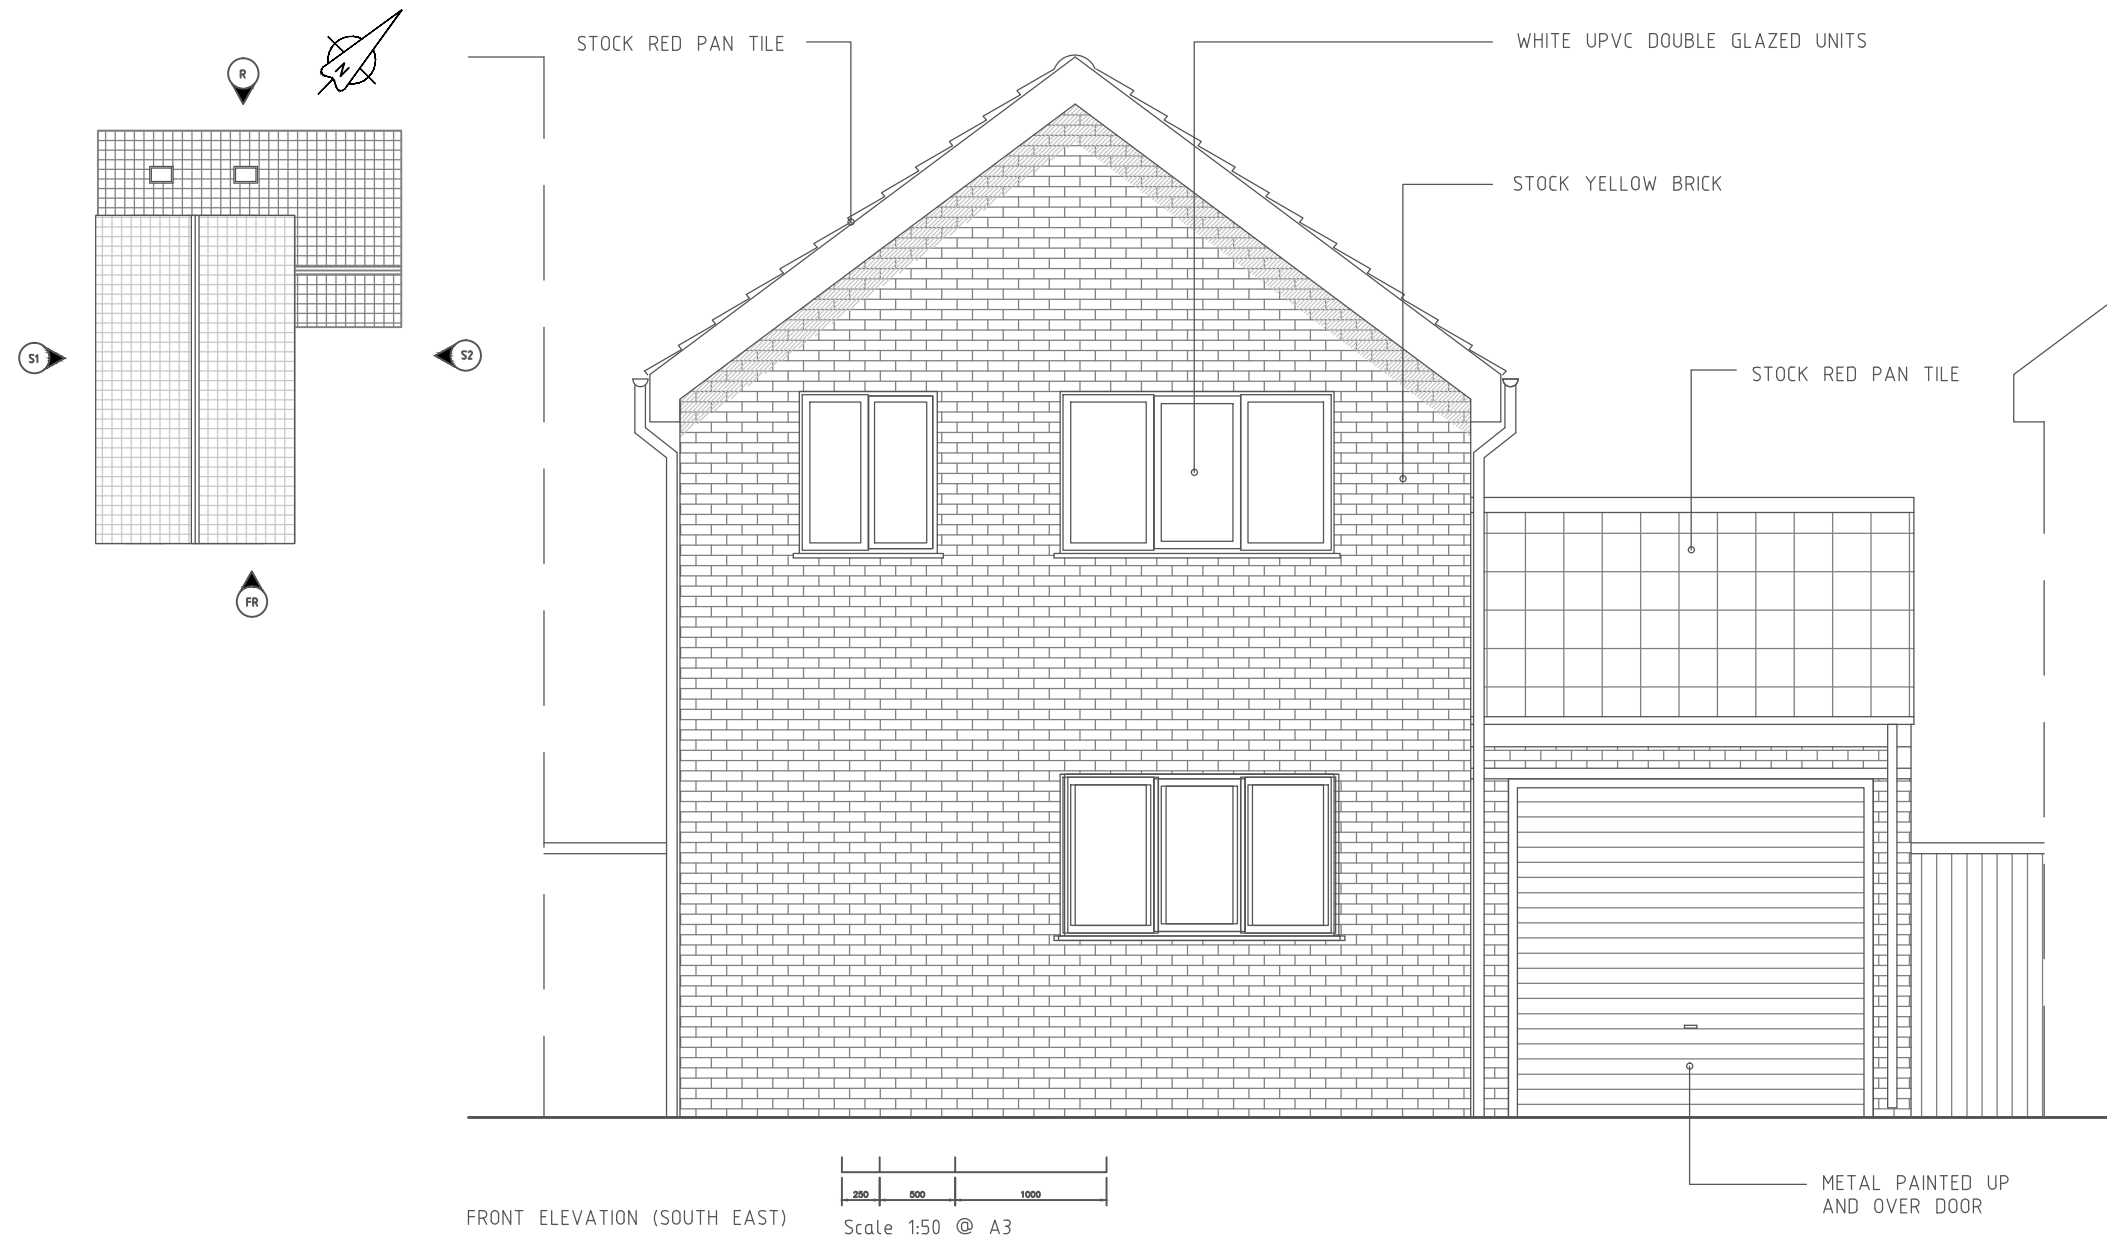 STOCK RED PAN TILE
WHITE UPVC DOUBLE GLAZED UNITS
N
R
STOCK YELLOW BRICK
S1
S2
STOCK RED PAN TILE
FR
METAL PAINTED UP
AND OVER DOOR
250 500 1000
FRONT ELEVATION (SOUTH EAST)
Scale 1:50 @ A3